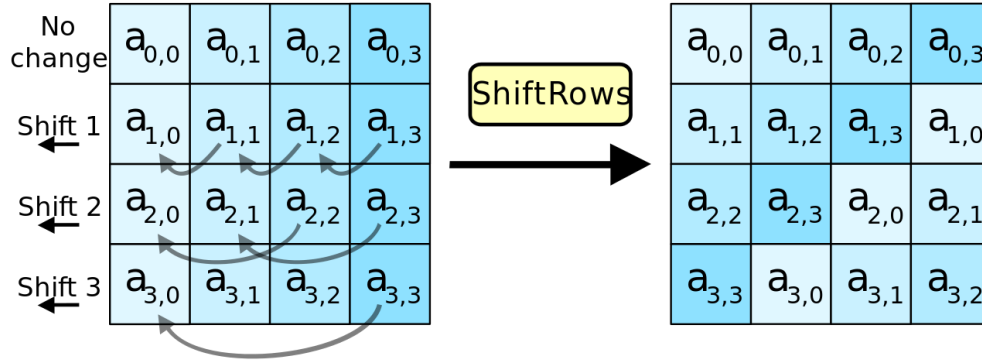 No
change
a0,0 a0,1 a0,2 a0,3
Shift 1
a1,0 a1,1 a1,2 a1,3
Shift 2
a2,0 a2,1 a2,2 a2,3
Shift 3
a3,0 a3,1 a3,2 a3,3
ShiftRows
a0,0 a0,1 a0,2 a0,3
a1,1 a1,2 a1,3 a1,0
a2,2 a2,3 a2,0 a2,1
a3,3 a3,0 a3,1 a3,2